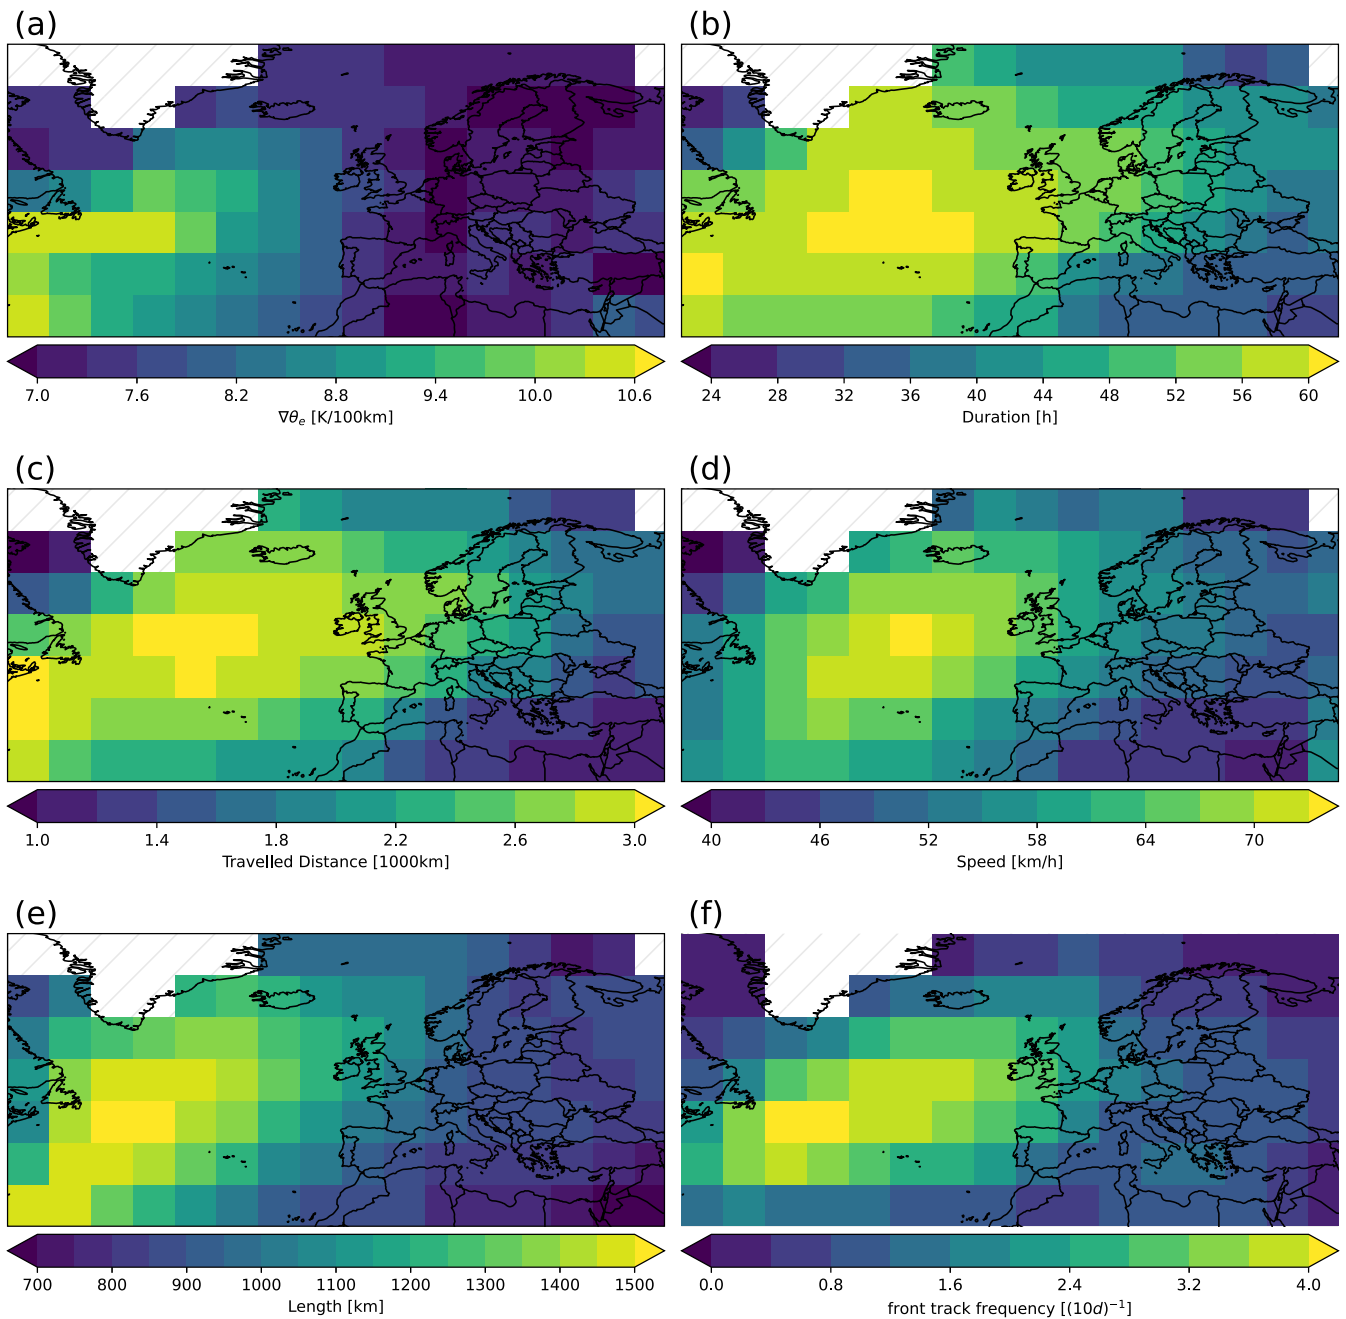 (a)
(b)
7.0 7.6 8.2 8.8 9.4 10.0 10.6
∇θₑ [K/100km]
24 28 32 36 40 44 48 52 56 60
Duration [h]
(c)
(d)
1.0 1.4 1.8 2.2 2.6 3.0
Travelled Distance [1000km]
40 46 52 58 64 70
Speed [km/h]
(e)
(f)
700 800 900 1000 1100 1200 1300 1400 1500
Length [km]
0.0 0.8 1.6 2.4 3.2 4.0
front track frequency [(10d)⁻¹]